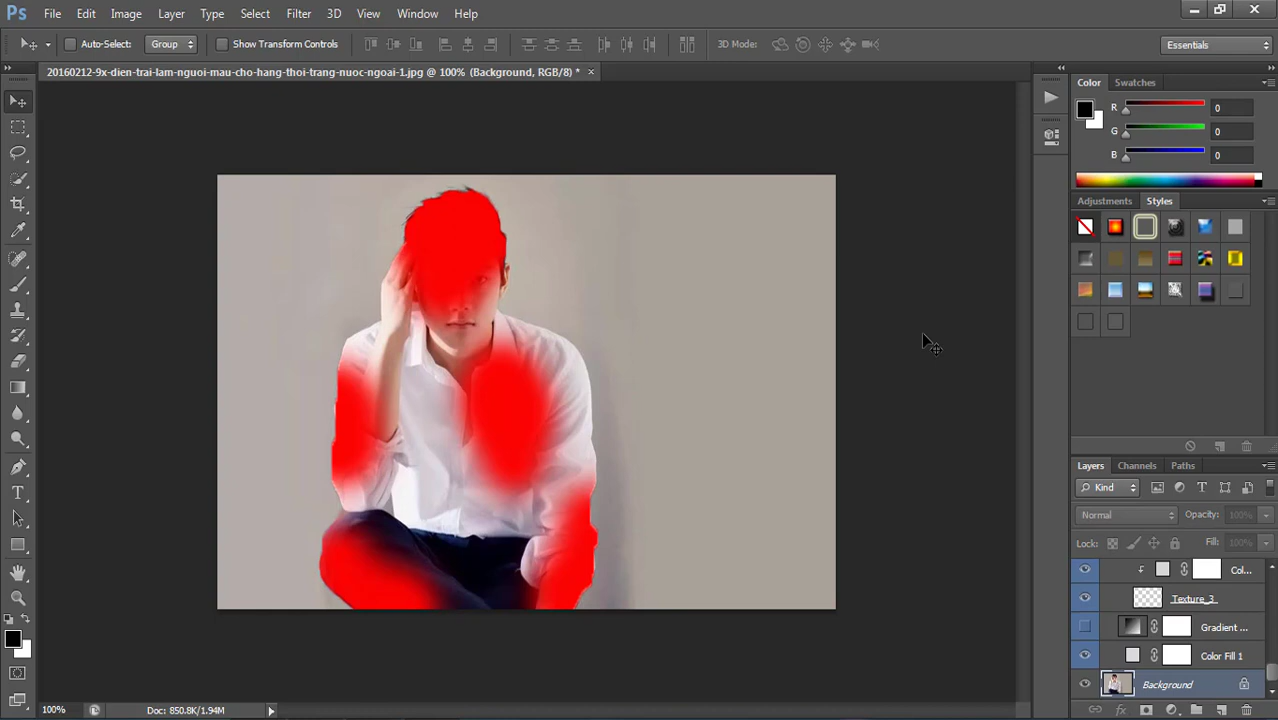 Ps File Edit Image Layer Type Select Filter 3D View Window Help
Auto-Select: Group Show Transform Controls 3D Mode: Essentials
20160212-9x-dien-trai-lam-nguoi-mau-cho-hang-thoi-trang-nuoc-ngoai-1.jpg @ 100% (Background, RGB/8) * ×
Color Swatches
R 0
G 0
B 0
Adjustments Styles
Layers Channels Paths
Kind
Normal Opacity: 100%
Lock: Fill: 100%
Col...
Texture_3
Gradient ...
Color Fill 1
Background
100% Doc: 850.8K/1.94M
fx